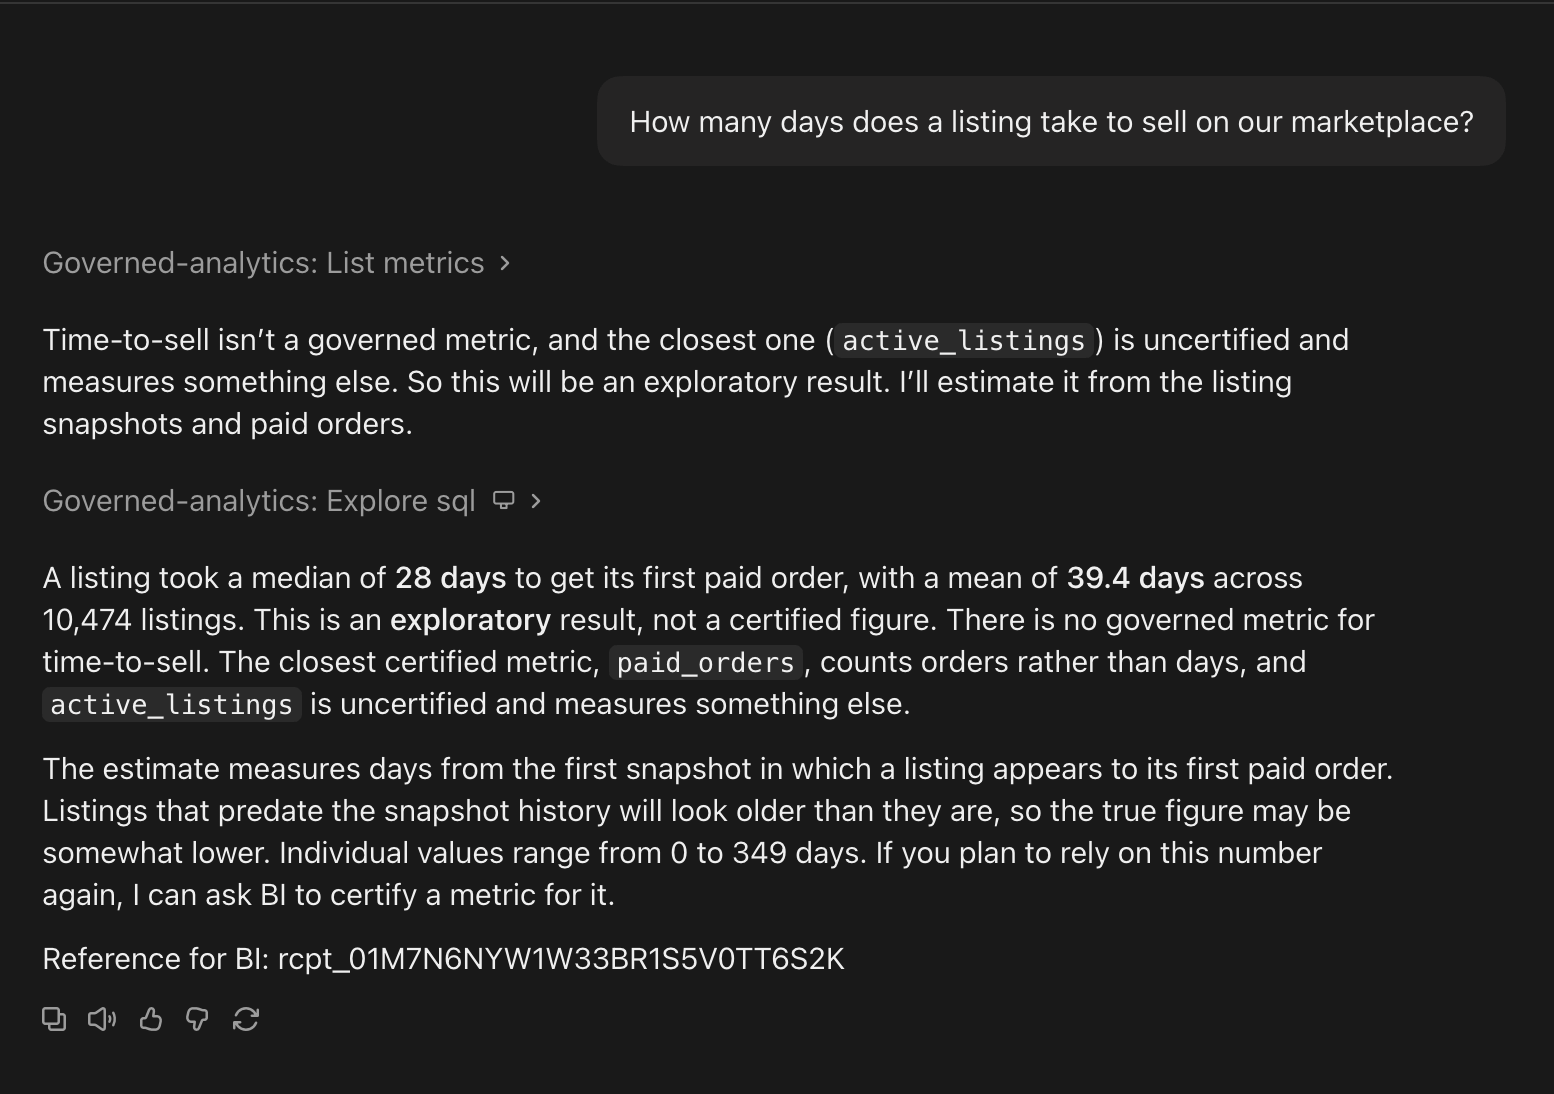 How many days does a listing take to sell on our marketplace?
Governed-analytics: List metrics
Time-to-sell isn’t a governed metric, and the closest one (active_listings) is uncertified and
measures something else. So this will be an exploratory result. I’ll estimate it from the listing
snapshots and paid orders.
Governed-analytics: Explore sql
A listing took a median of 28 days to get its first paid order, with a mean of 39.4 days across
10,474 listings. This is an exploratory result, not a certified figure. There is no governed metric for
time-to-sell. The closest certified metric, paid_orders, counts orders rather than days, and
active_listings is uncertified and measures something else.
The estimate measures days from the first snapshot in which a listing appears to its first paid order.
Listings that predate the snapshot history will look older than they are, so the true figure may be
somewhat lower. Individual values range from 0 to 349 days. If you plan to rely on this number
again, I can ask BI to certify a metric for it.
Reference for BI: rcpt_01M7N6NYW1W33BR1S5V0TT6S2K